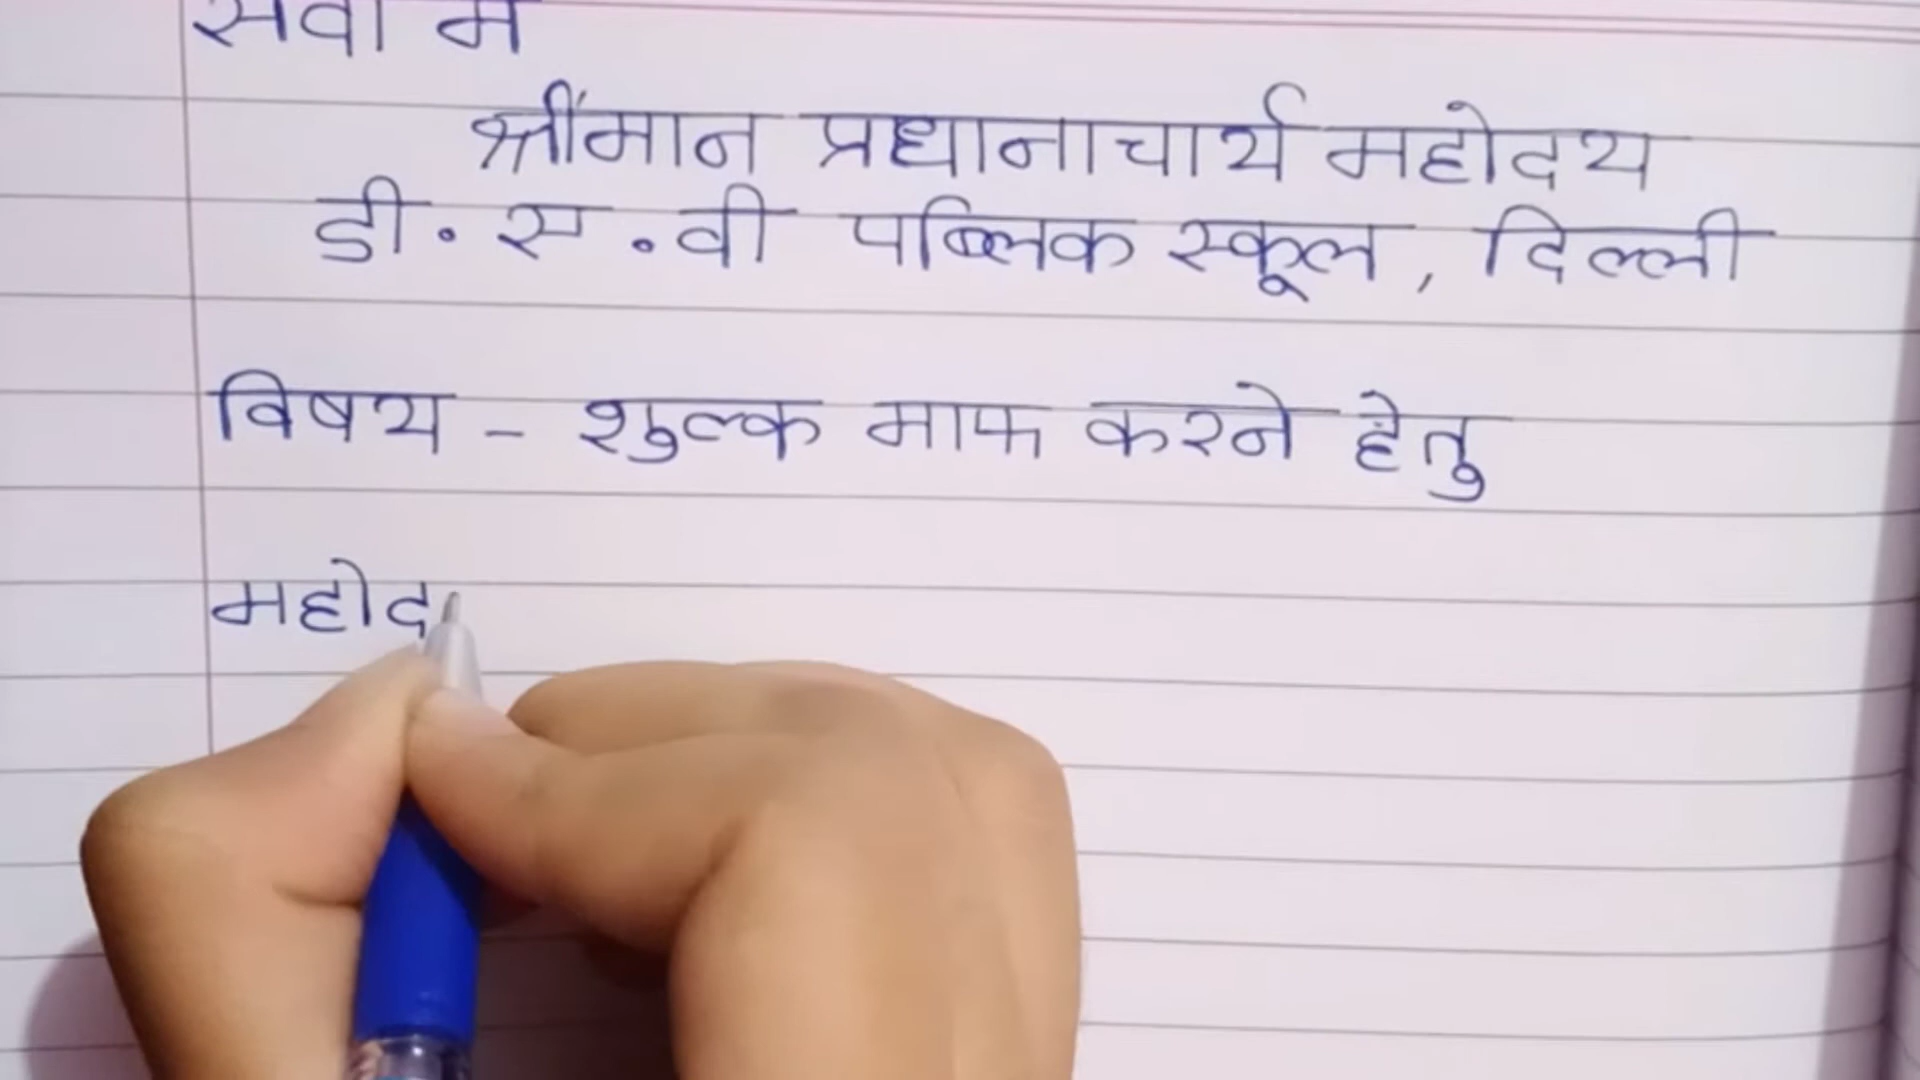 सेवा में
श्रीमान प्रधानाचार्य महोदय
डी. ए. वी पब्लिक स्कूल, दिल्ली
विषय - शुल्क माफ करने हेतु
महोद